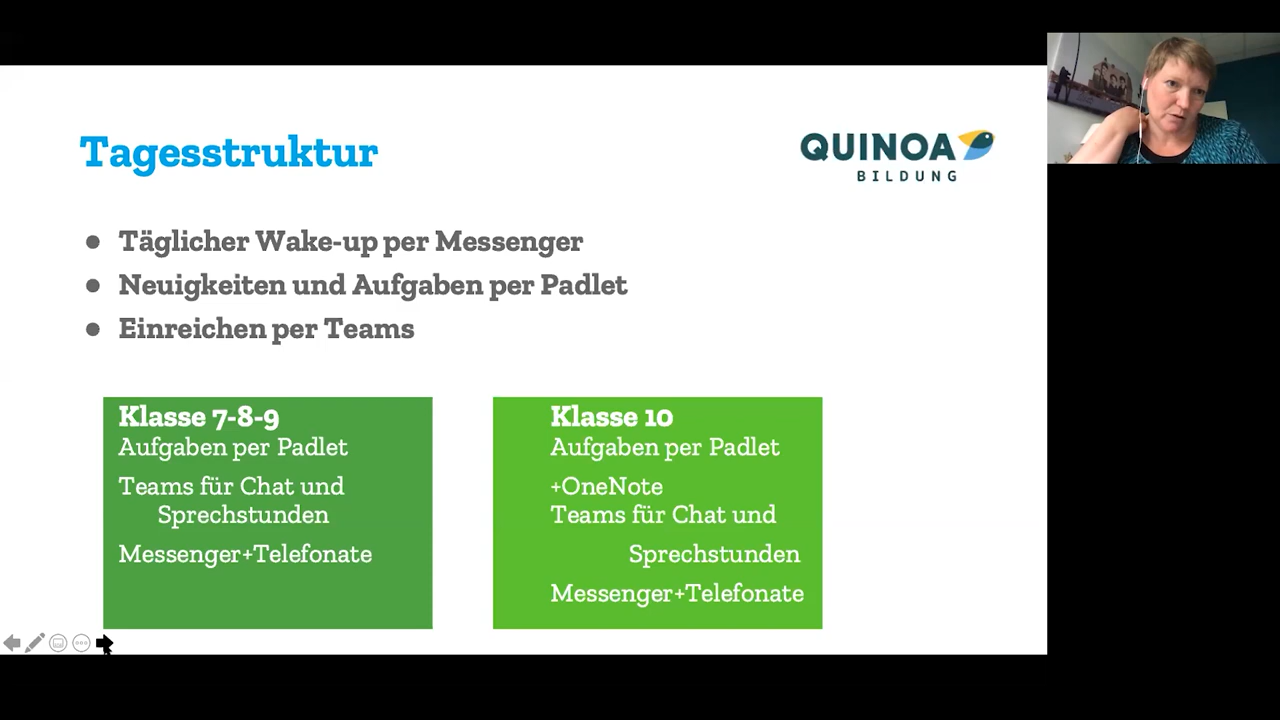 Tagesstruktur
QUINOA
BILDUNG
● Täglicher Wake-up per Messenger
● Neuigkeiten und Aufgaben per Padlet
● Einreichen per Teams
Klasse 7-8-9
Aufgaben per Padlet
Teams für Chat und
Sprechstunden
Messenger+Telefonate
Klasse 10
Aufgaben per Padlet
+OneNote
Teams für Chat und
Sprechstunden
Messenger+Telefonate